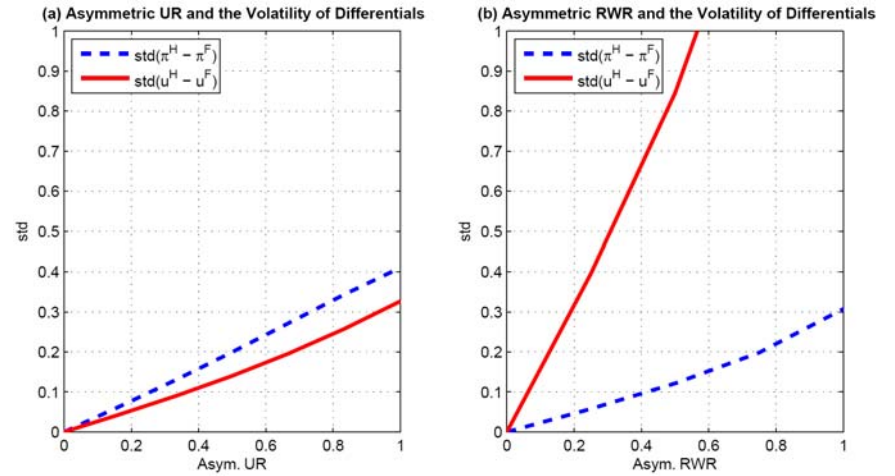 (a) Asymmetric UR and the Volatility of Differentials
1
0.9
0.8
0.7
0.6
0.5
0.4
0.3
0.2
0.1
0
std
std(π^H − π^F)
std(u^H − u^F)
0 0.2 0.4 0.6 0.8 1
Asym. UR
(b) Asymmetric RWR and the Volatility of Differentials
1
0.9
0.8
0.7
0.6
0.5
0.4
0.3
0.2
0.1
0
std
std(π^H − π^F)
std(u^H − u^F)
0 0.2 0.4 0.6 0.8 1
Asym. RWR